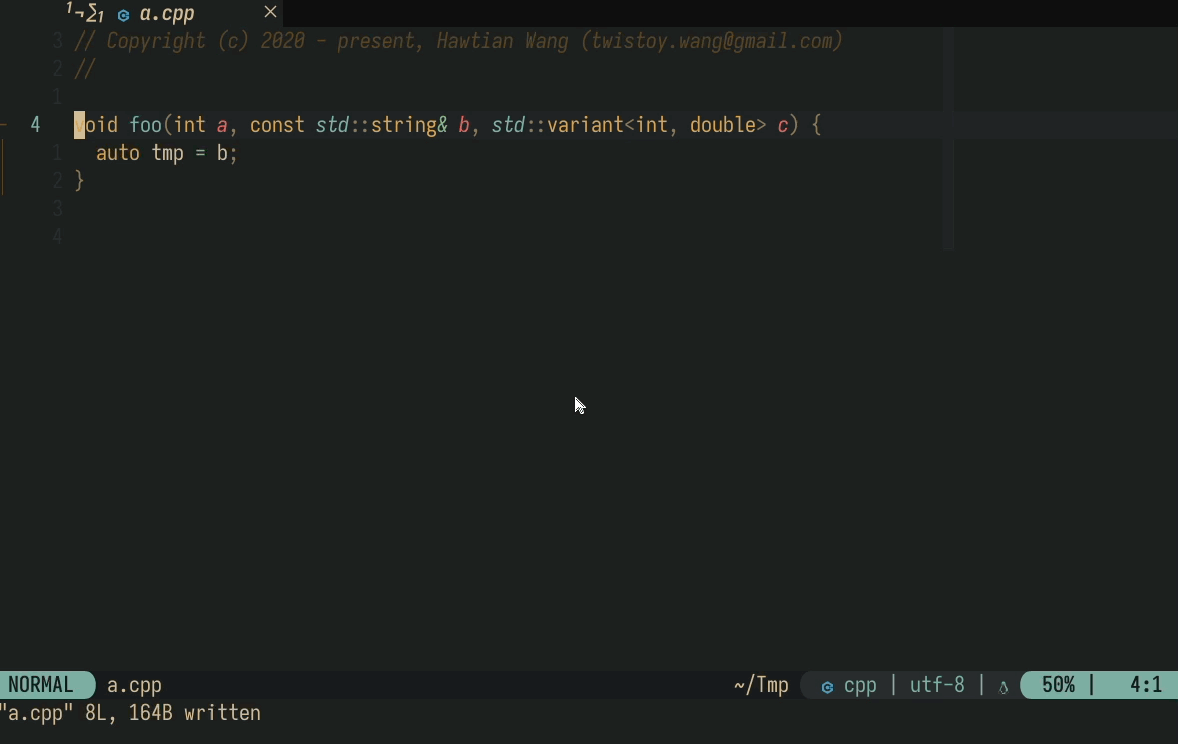 a.cpp ×
3 // Copyright (c) 2020 - present, Hawtian Wang (twistoy.wang@gmail.com)
2 //
1
4 void foo(int a, const std::string& b, std::variant<int, double> c) {
1 auto tmp = b;
2 }
3
4
NORMAL a.cpp ~/Tmp cpp | utf-8 | 50% | 4:1
"a.cpp" 8L, 164B written